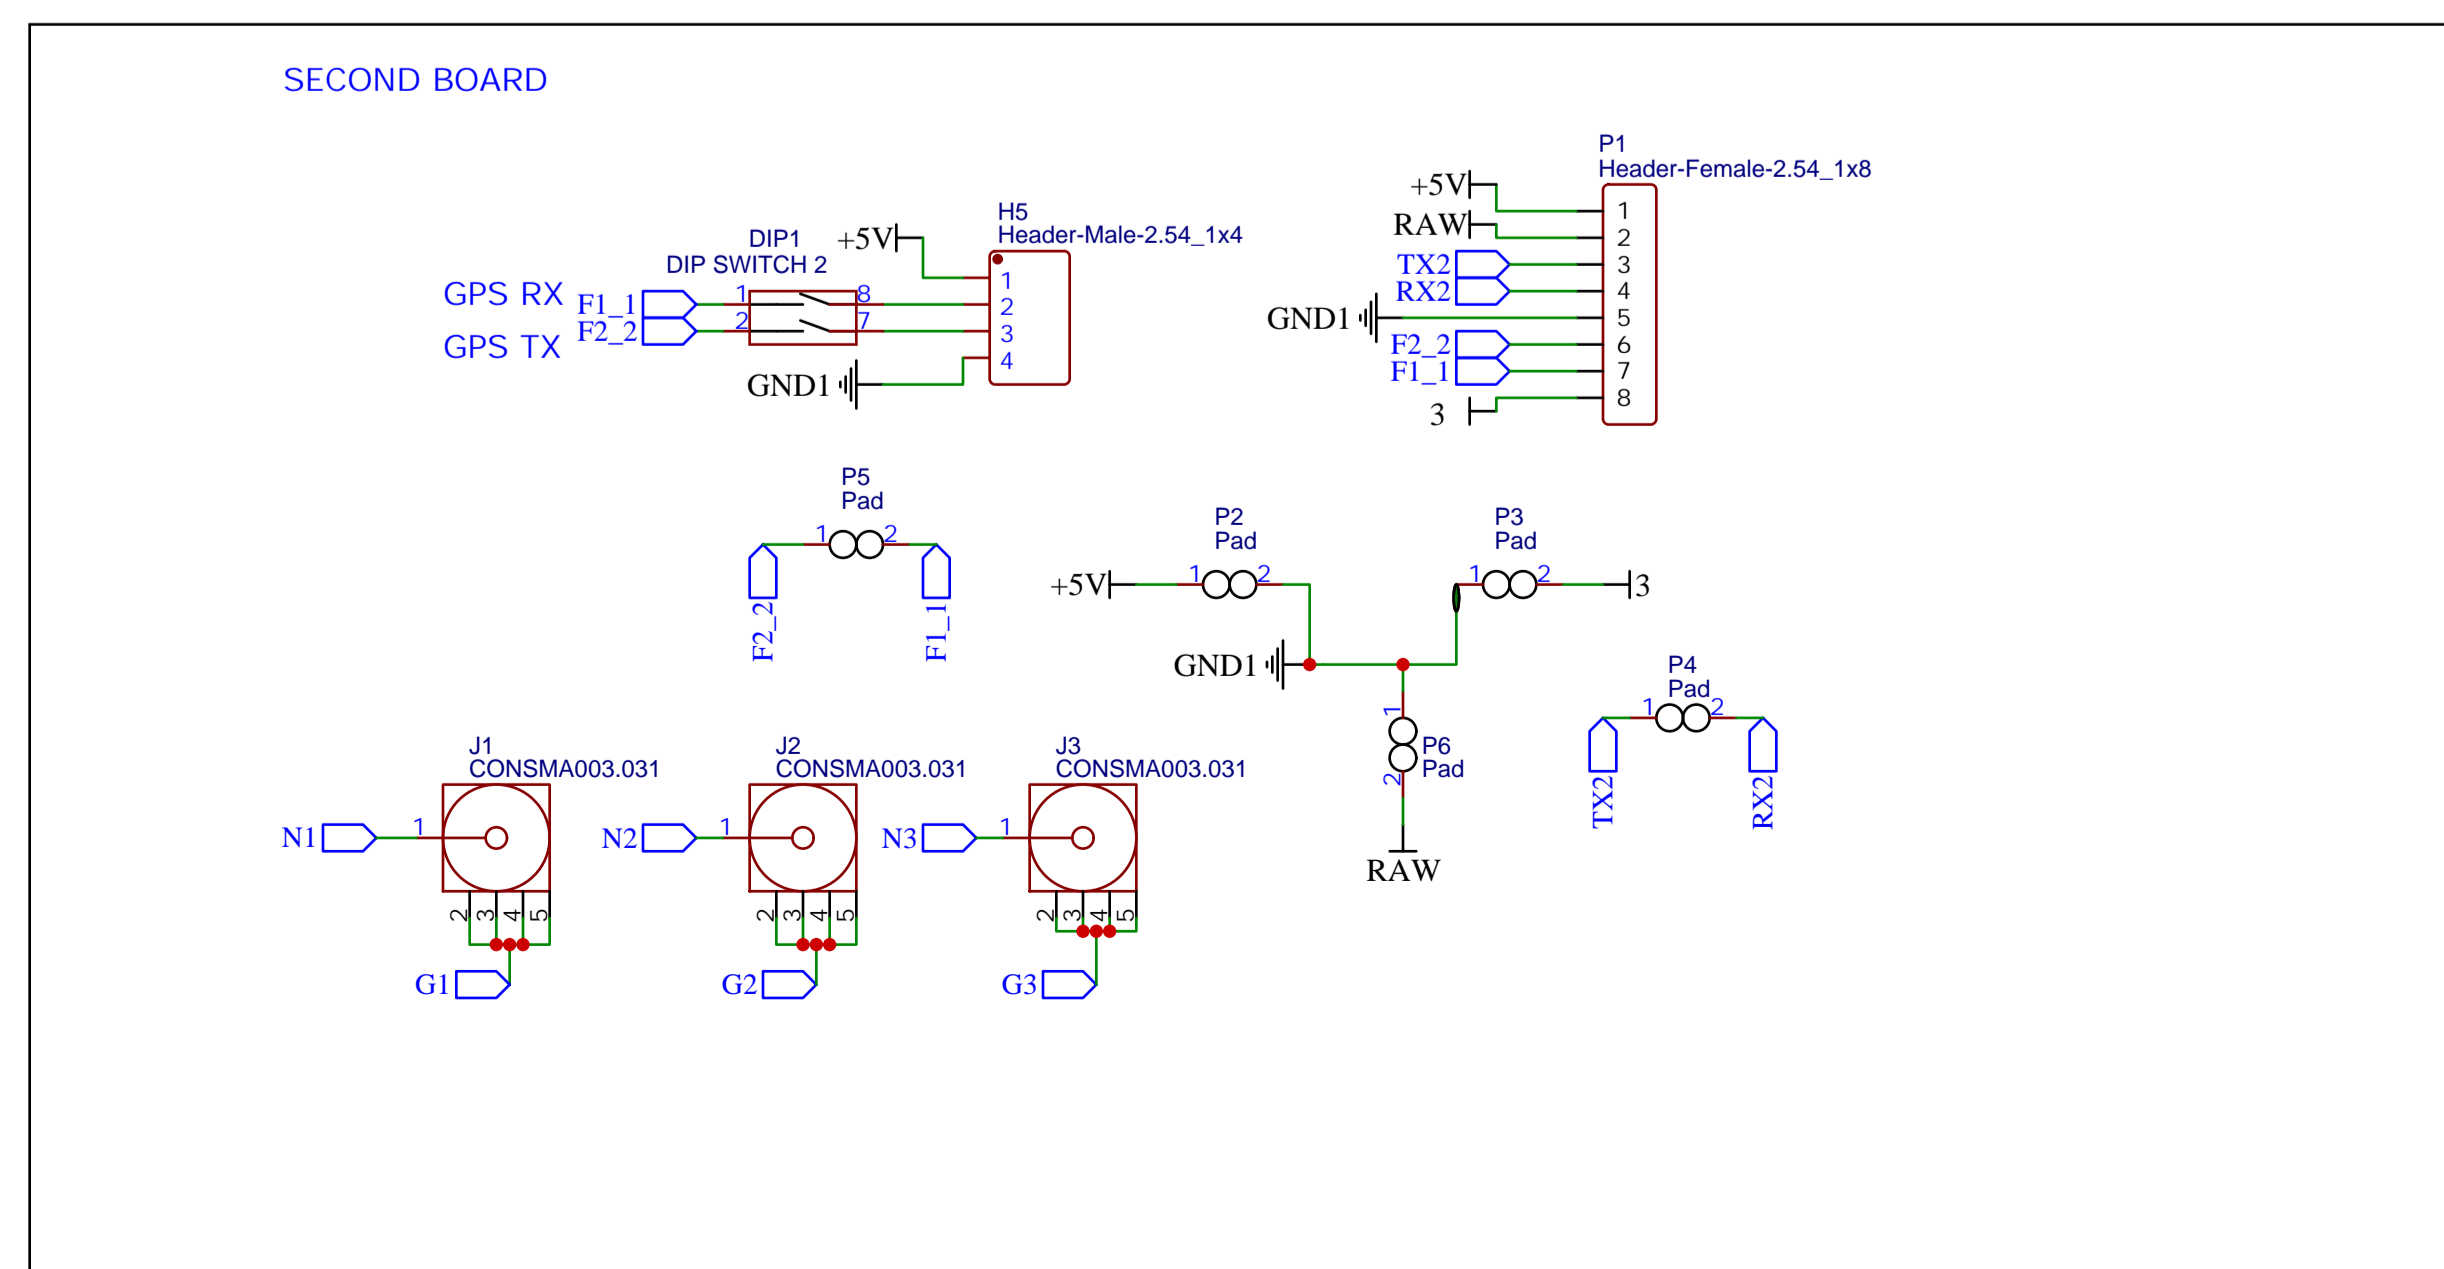 SECOND BOARD
P1
Header-Female-2.54_1x8
+5V
RAW
TX2
RX2
GND1
F2_2
F1_1
3
1
2
3
4
5
6
7
8
H5
Header-Male-2.54_1x4
+5V
DIP1
DIP SWITCH 2
GPS RX
F1_1
F2_2
GPS TX
1
2
8
7
1
2
3
4
GND1
P5
Pad
1
2
F2_2
F1_1
P2
Pad
+5V
1
2
P3
Pad
1
2
3
GND1
1
P6
Pad
2
RAW
P4
Pad
1
2
TX2
RX2
J1
CONSMA003.031
N1
1
2
3
4
5
G1
J2
CONSMA003.031
N2
1
2
3
4
5
G2
J3
CONSMA003.031
N3
1
2
3
4
5
G3